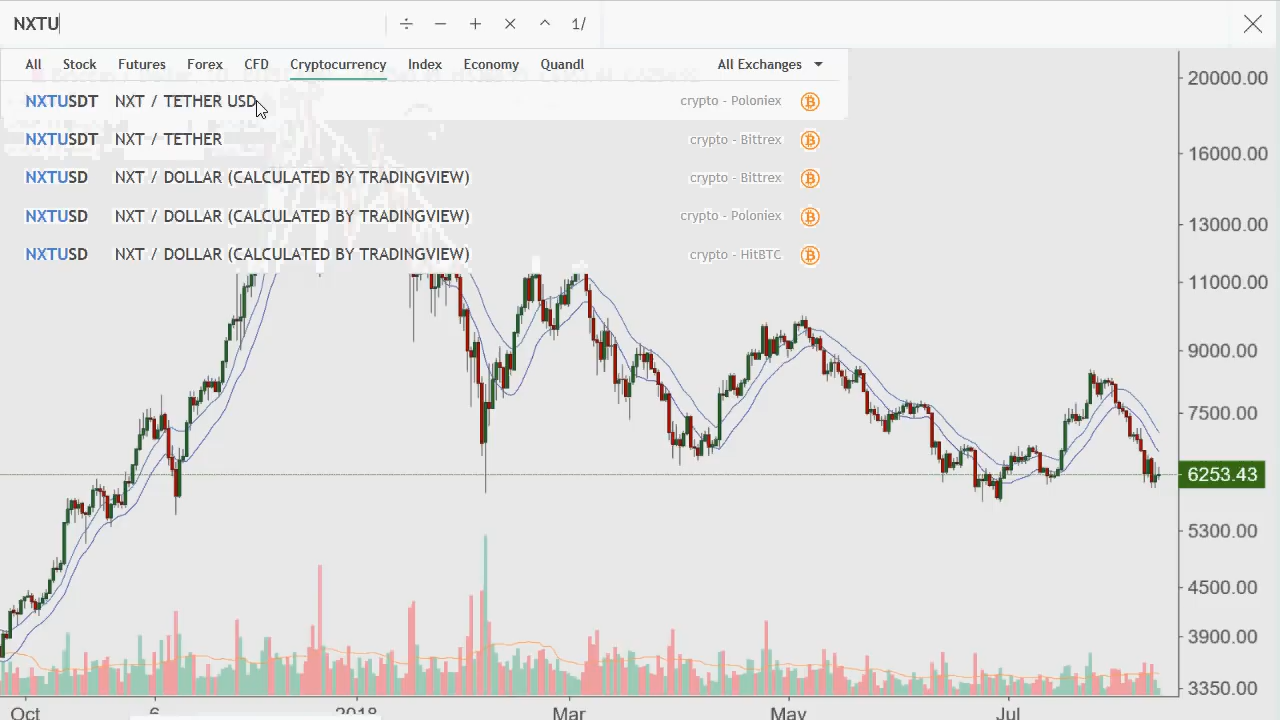 NXTU ÷ − + × ^ 1/
All Stock Futures Forex CFD Cryptocurrency Index Economy Quandl All Exchanges
NXTUSDT NXT / TETHER USD crypto - Poloniex
NXTUSDT NXT / TETHER crypto - Bittrex
NXTUSD NXT / DOLLAR (CALCULATED BY TRADINGVIEW) crypto - Bittrex
NXTUSD NXT / DOLLAR (CALCULATED BY TRADINGVIEW) crypto - Poloniex
NXTUSD NXT / DOLLAR (CALCULATED BY TRADINGVIEW) crypto - HitBTC
20000.00
16000.00
13000.00
11000.00
9000.00
7500.00
6253.43
5300.00
4500.00
3900.00
3350.00
Oct 6 2018 Mar May Jul